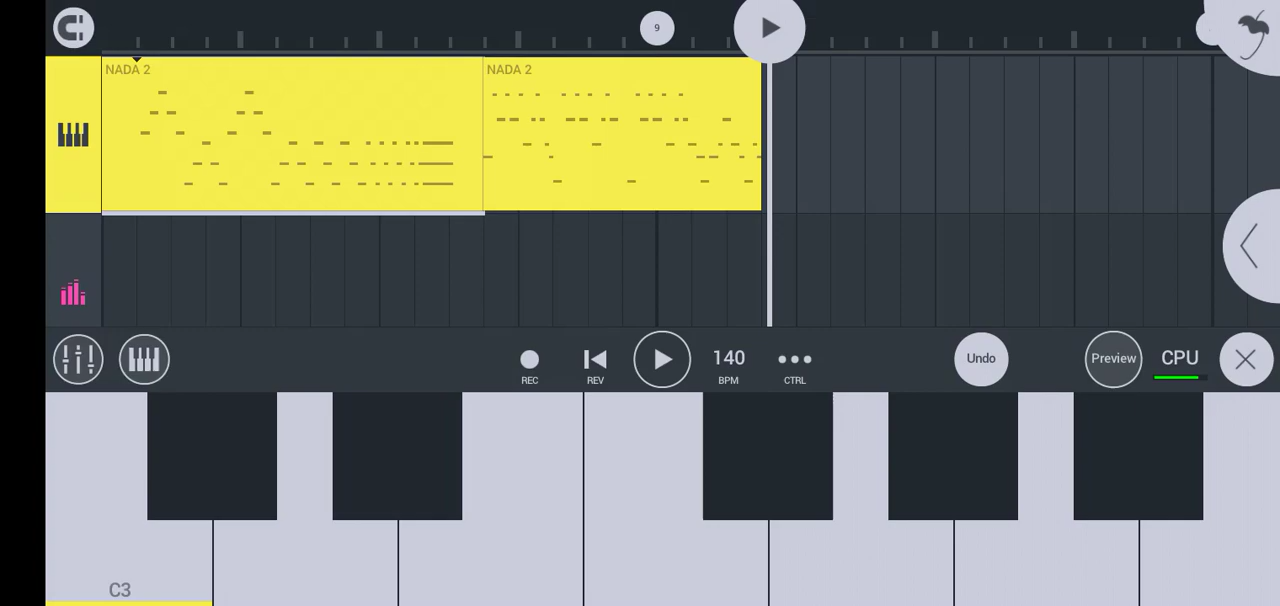 9
NADA 2
NADA 2
REC
REV
140
BPM
CTRL
Undo
Preview
CPU
C3